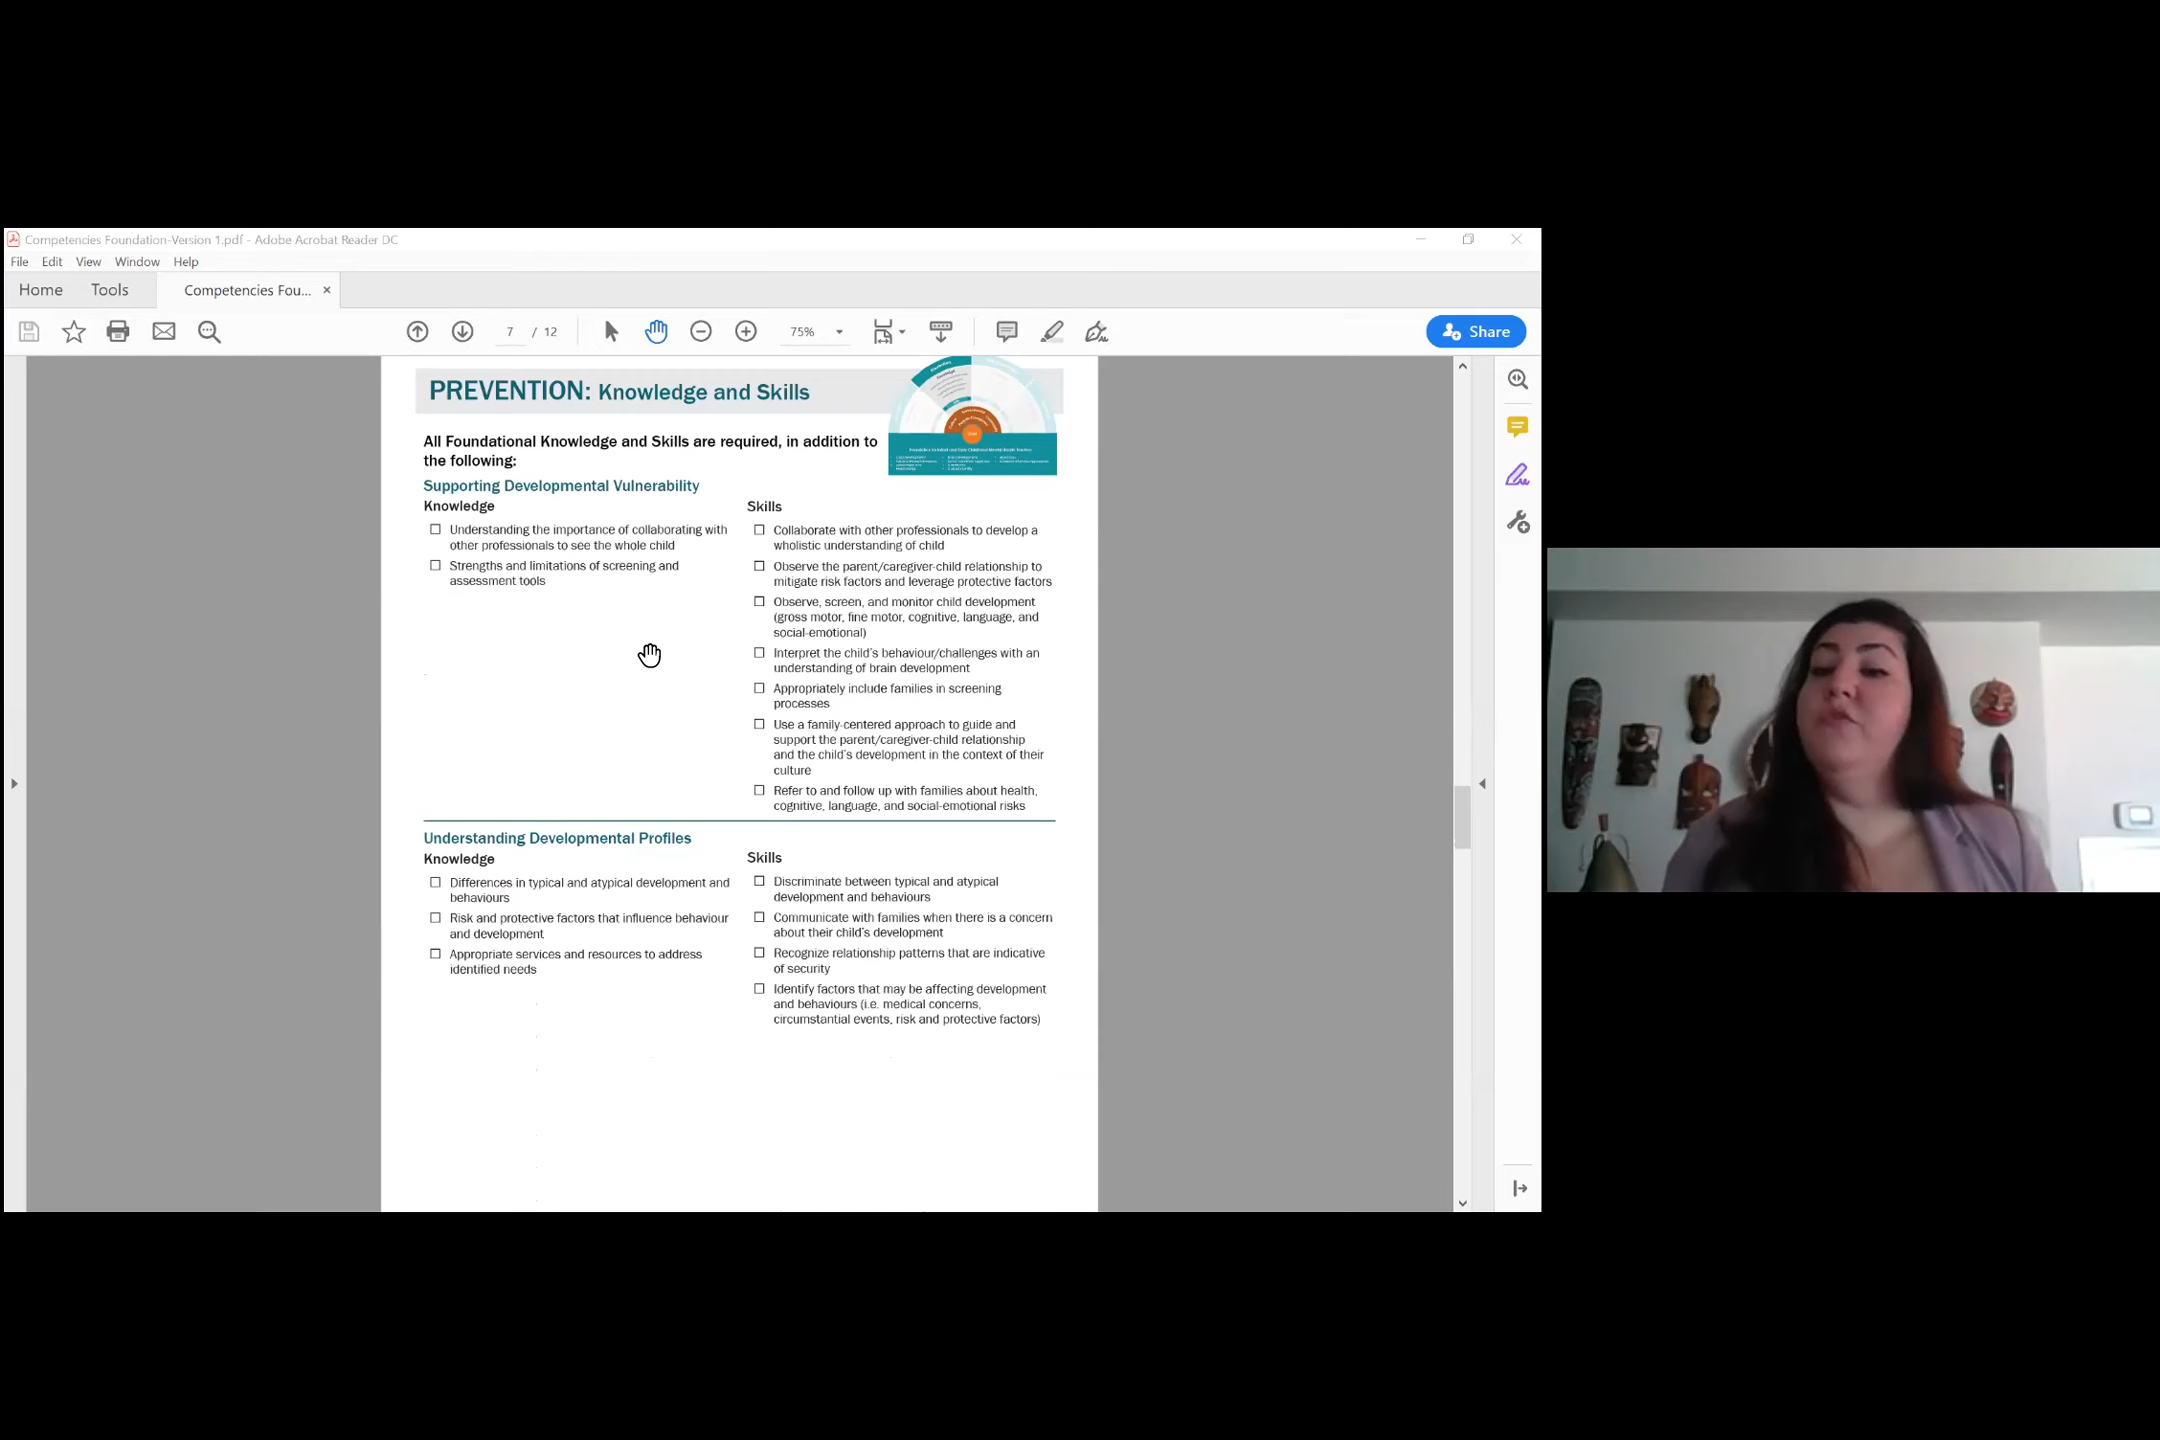 Competencies Foundation-Version 1.pdf - Adobe Acrobat Reader DC
File Edit View Window Help
Home Tools Competencies Fou... ×
7 / 12 75% Share
PREVENTION: Knowledge and Skills
All Foundational Knowledge and Skills are required, in addition to
the following:
Supporting Developmental Vulnerability
Knowledge
Understanding the importance of collaborating with
other professionals to see the whole child
Strengths and limitations of screening and
assessment tools
Skills
Collaborate with other professionals to develop a
wholistic understanding of child
Observe the parent/caregiver-child relationship to
mitigate risk factors and leverage protective factors
Observe, screen, and monitor child development
(gross motor, fine motor, cognitive, language, and
social-emotional)
Interpret the child's behaviour/challenges with an
understanding of brain development
Appropriately include families in screening
processes
Use a family-centered approach to guide and
support the parent/caregiver-child relationship
and the child's development in the context of their
culture
Refer to and follow up with families about health,
cognitive, language, and social-emotional risks
Understanding Developmental Profiles
Knowledge
Differences in typical and atypical development and
behaviours
Risk and protective factors that influence behaviour
and development
Appropriate services and resources to address
identified needs
Skills
Discriminate between typical and atypical
development and behaviours
Communicate with families when there is a concern
about their child's development
Recognize relationship patterns that are indicative
of security
Identify factors that may be affecting development
and behaviours (i.e. medical concerns,
circumstantial events, risk and protective factors)